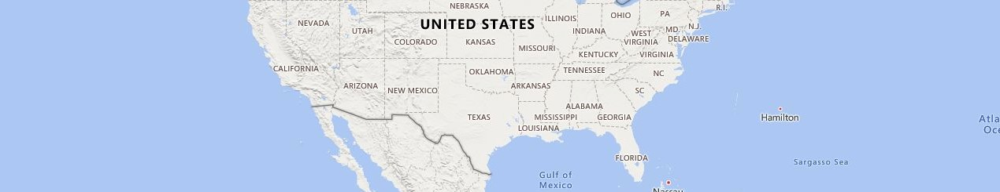 NEBRASKA
R.I.
ILLINOIS
OHIO
PA
NEVADA
UNITED STATES
N.J.
UTAH
INDIANA
MD.
WEST
VIRGINIA
DELAWARE
COLORADO
KANSAS
MISSOURI
KENTUCKY
VIRGINIA
CALIFORNIA
OKLAHOMA
TENNESSEE
NC
ARIZONA
NEW MEXICO
ARKANSAS
SC
ALABAMA
TEXAS
MISSISSIPPI
GEORGIA
Hamilton
LOUISIANA
FLORIDA
Sargasso Sea
Gulf of
Mexico